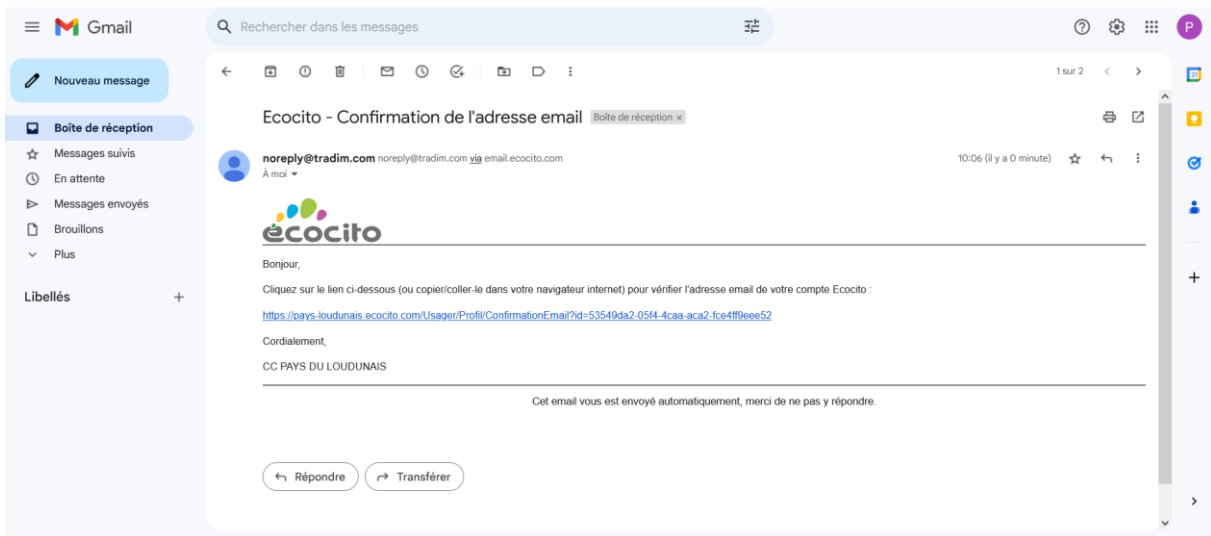 Gmail
Rechercher dans les messages
P
Nouveau message
1 sur 2
31
Ecocito - Confirmation de l'adresse email Boîte de réception ×
Boîte de réception
Messages suivis
En attente
Messages envoyés
Brouillons
Plus
Libellés
noreply@tradim.com noreply@tradim.com via email.ecocito.com
10:06 (il y a 0 minute)
À moi
écocito
Bonjour,
Cliquez sur le lien ci-dessous (ou copier/coller-le dans votre navigateur internet) pour vérifier l'adresse email de votre compte Ecocito :
https://pays-loudunais.ecocito.com/Usager/Profil/ConfirmationEmail?id=53549da2-05f4-4caa-aca2-fce4ff9eee52
Cordialement,
CC PAYS DU LOUDUNAIS
Cet email vous est envoyé automatiquement, merci de ne pas y répondre.
Répondre
Transférer